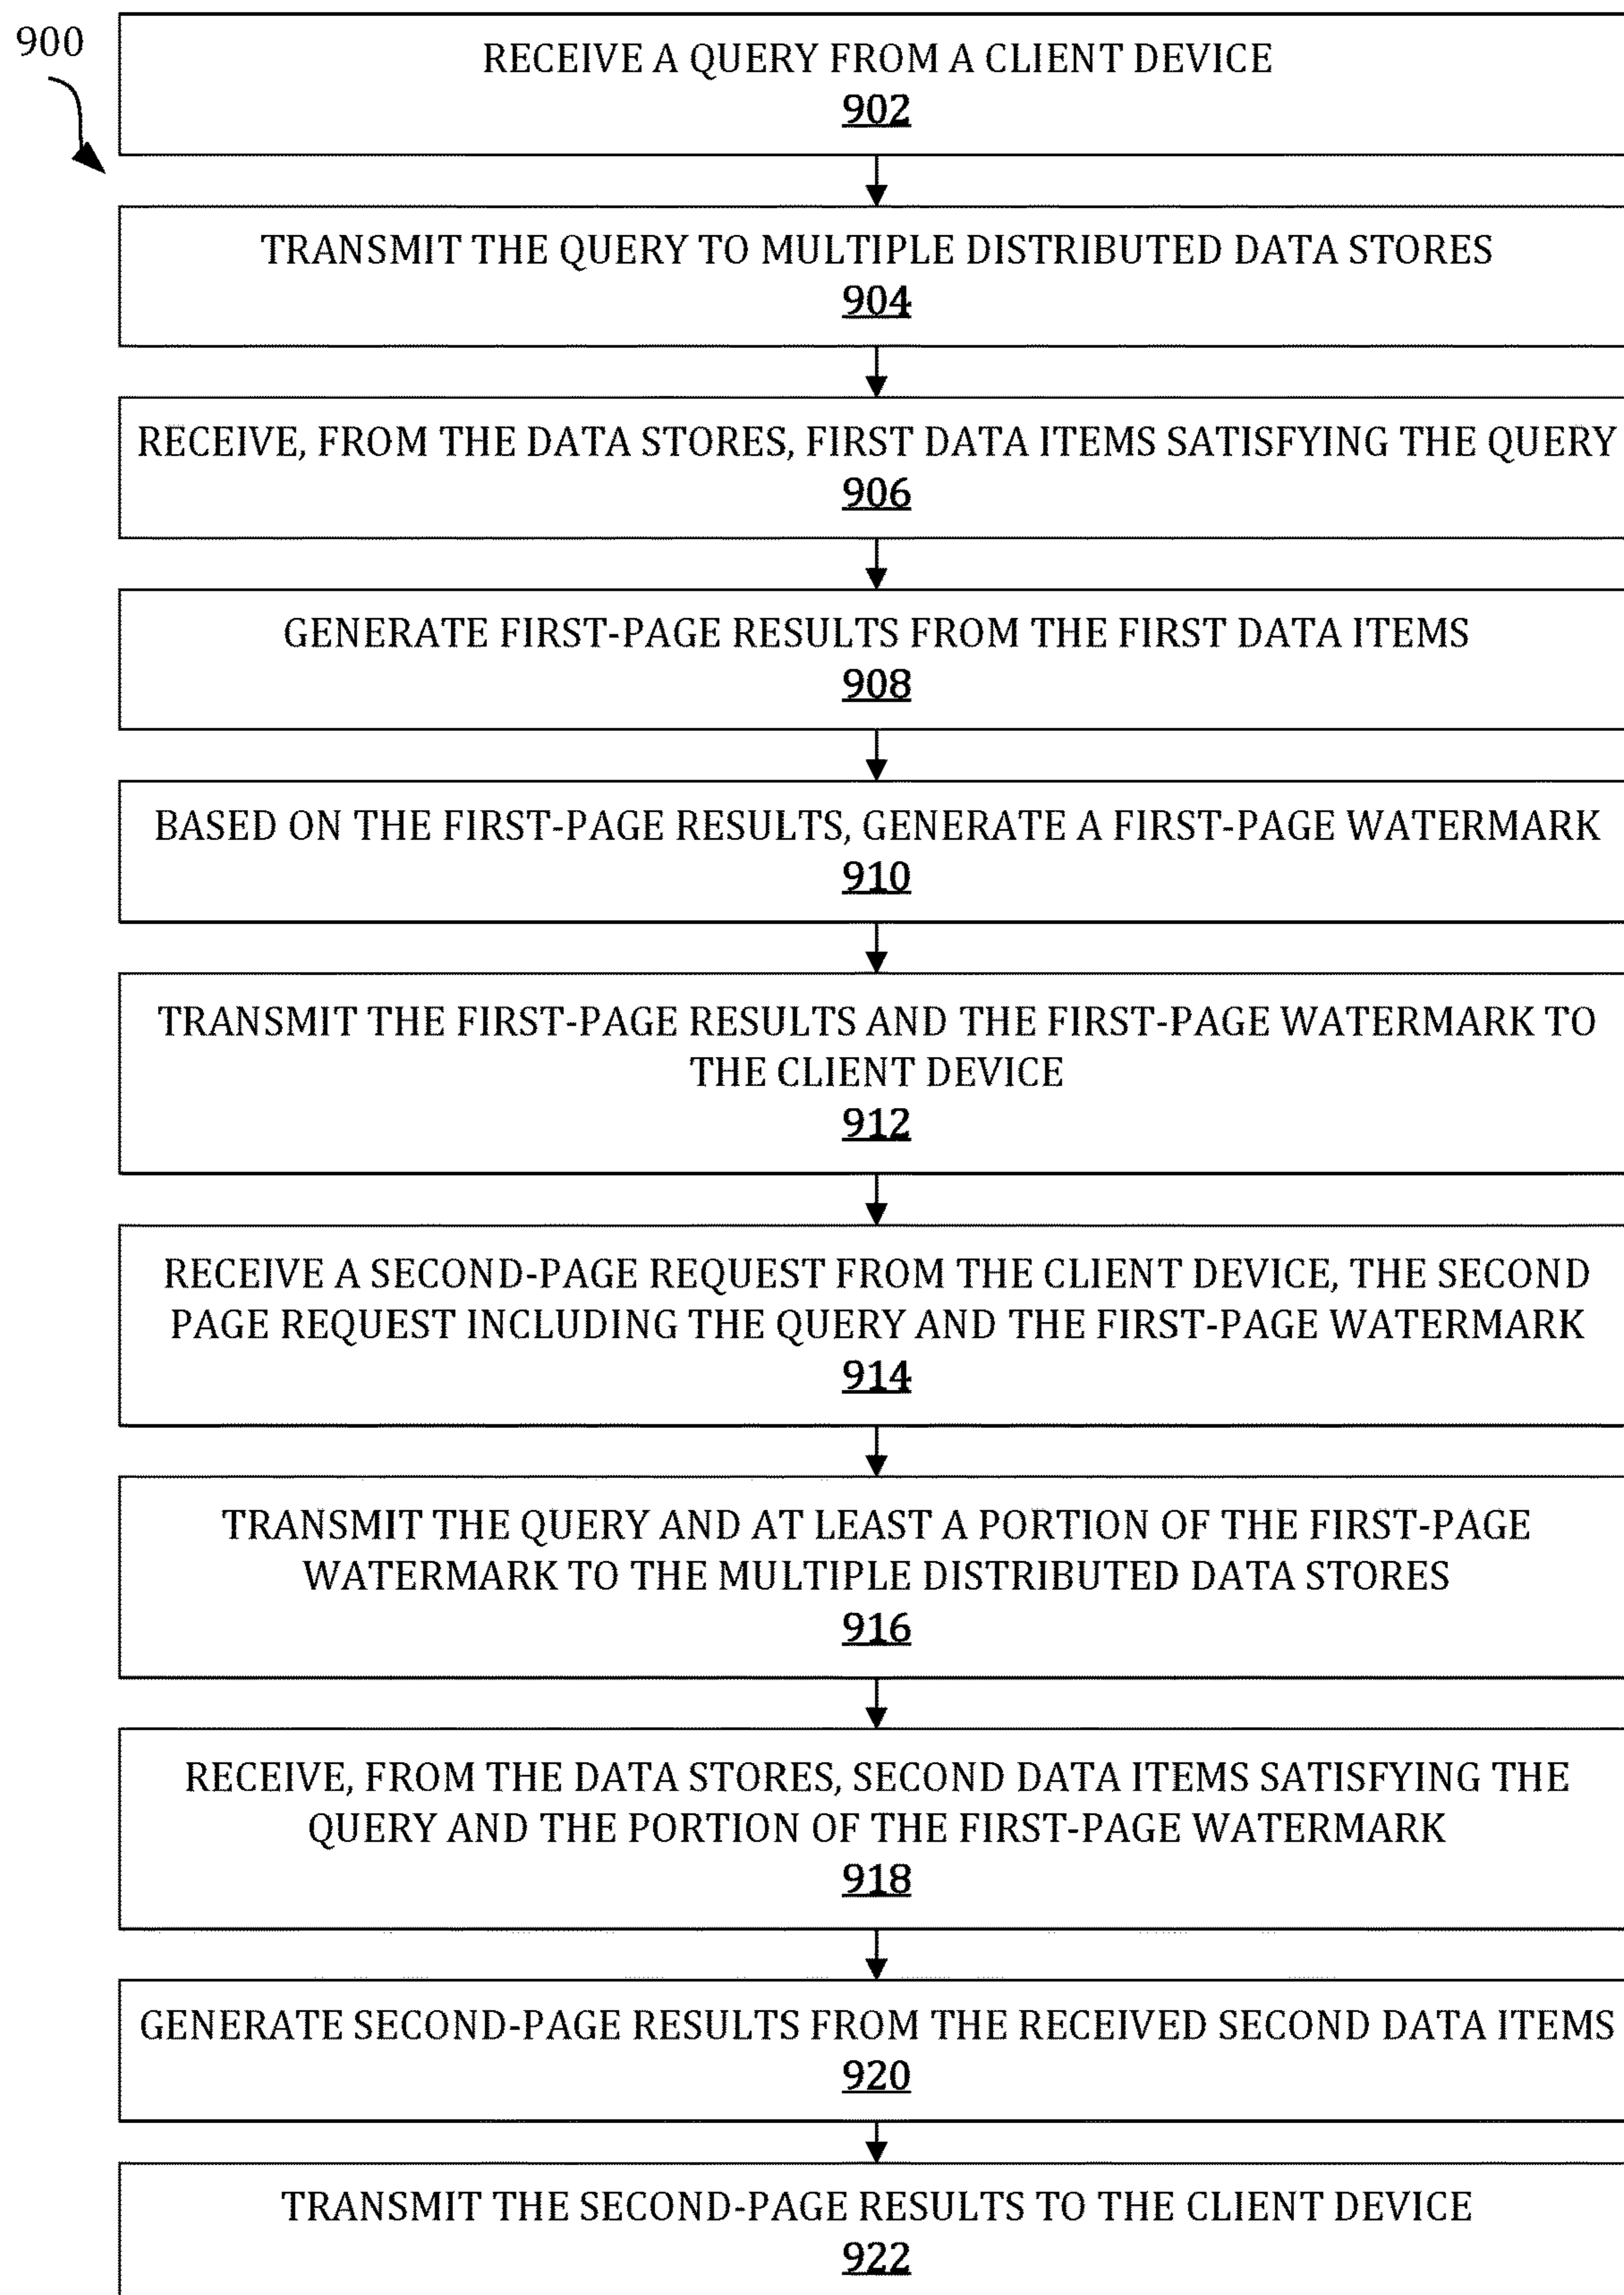 900
RECEIVE A QUERY FROM A CLIENT DEVICE
902
TRANSMIT THE QUERY TO MULTIPLE DISTRIBUTED DATA STORES
904
RECEIVE, FROM THE DATA STORES, FIRST DATA ITEMS SATISFYING THE QUERY
906
GENERATE FIRST-PAGE RESULTS FROM THE FIRST DATA ITEMS
908
BASED ON THE FIRST-PAGE RESULTS, GENERATE A FIRST-PAGE WATERMARK
910
TRANSMIT THE FIRST-PAGE RESULTS AND THE FIRST-PAGE WATERMARK TO
THE CLIENT DEVICE
912
RECEIVE A SECOND-PAGE REQUEST FROM THE CLIENT DEVICE, THE SECOND
PAGE REQUEST INCLUDING THE QUERY AND THE FIRST-PAGE WATERMARK
914
TRANSMIT THE QUERY AND AT LEAST A PORTION OF THE FIRST-PAGE
WATERMARK TO THE MULTIPLE DISTRIBUTED DATA STORES
916
RECEIVE, FROM THE DATA STORES, SECOND DATA ITEMS SATISFYING THE
QUERY AND THE PORTION OF THE FIRST-PAGE WATERMARK
918
GENERATE SECOND-PAGE RESULTS FROM THE RECEIVED SECOND DATA ITEMS
920
TRANSMIT THE SECOND-PAGE RESULTS TO THE CLIENT DEVICE
922